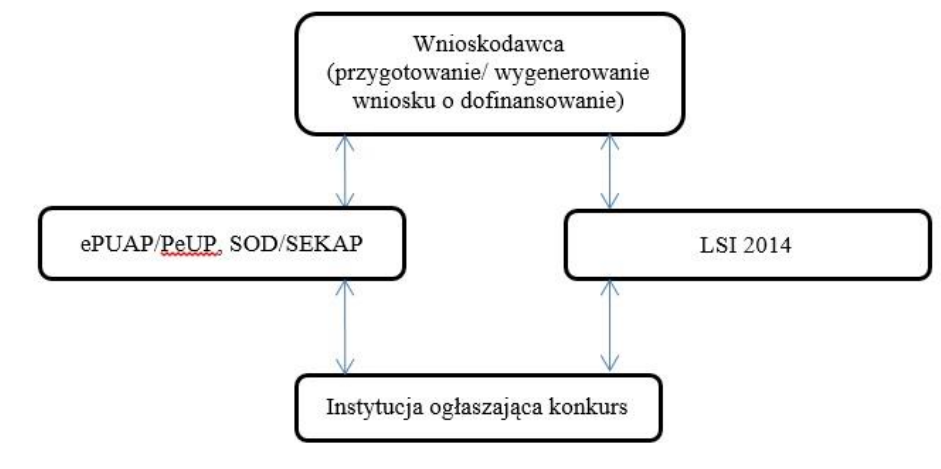 Wnioskodawca
(przygotowanie/ wygenerowanie
wniosku o dofinansowanie)
ePUAP/PeUP, SOD/SEKAP
LSI 2014
Instytucja ogłaszająca konkurs